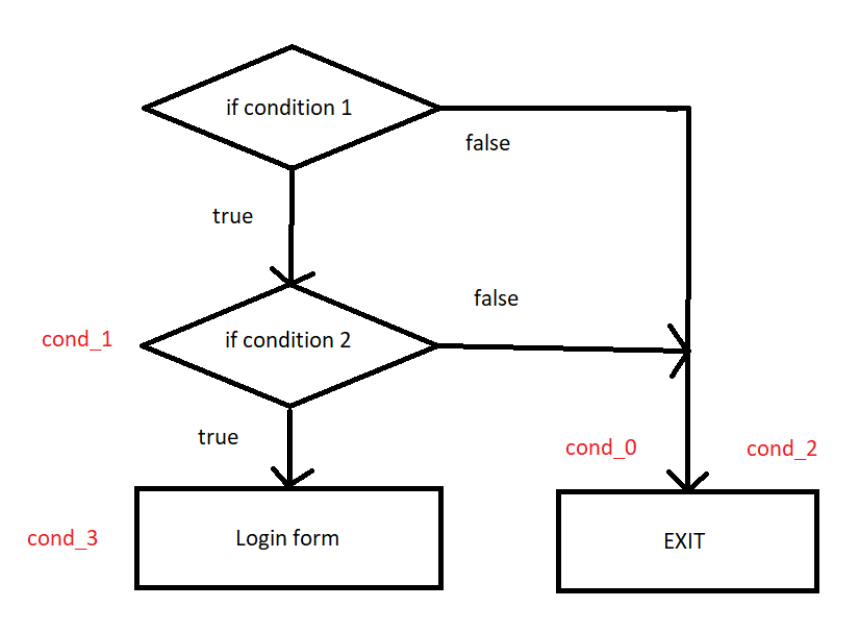 if condition 1
false
true
false
cond_1
if condition 2
true
cond_0
cond_2
cond_3
Login form
EXIT